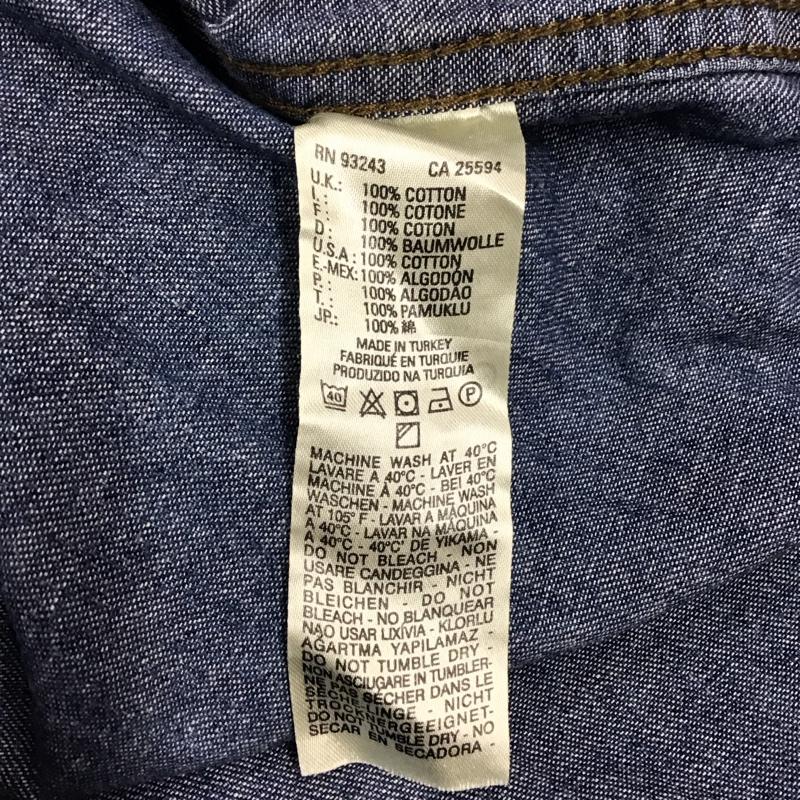 RN 93243 CA 25594
U.K.: 100% COTTON
I.: 100% COTONE
F.: 100% COTON
D.: 100% BAUMWOLLE
U.S.A.: 100% COTTON
E.-MEX: 100% ALGODÓN
P.: 100% ALGODÃO
T.: 100% PAMUKLU
JP.: 100% 綿
MADE IN TURKEY
FABRIQUÉ EN TURQUIE
PRODUZIDO NA TURQUIA
40 P
MACHINE WASH AT 40°C
LAVARE A 40°C - LAVER EN
MACHINE À 40°C - BEI 40°C
WASCHEN - MACHINE WASH
AT 105°F - LAVAR A MÁQUINA
A 40°C - LAVAR NA MÁQUINA
A 40°C - 40°C' DE YIKAMA -
DO NOT BLEACH - NON
USARE CANDEGGINA - NE
PAS BLANCHIR - NICHT
BLEICHEN - DO NOT
BLEACH - NO BLANQUEAR
NAO USAR LIXÍVIA - KLORLU
AĞARTMA YAPILAMAZ -
DO NOT TUMBLE DRY -
NON ASCIUGARE IN TUMBLER-
NE PAS SÉCHER DANS LE
SÈCHE-LINGE - NICHT
TROCKNERGEEIGNET-
DO NOT TUMBLE DRY - NO
SECAR EN SECADORA -